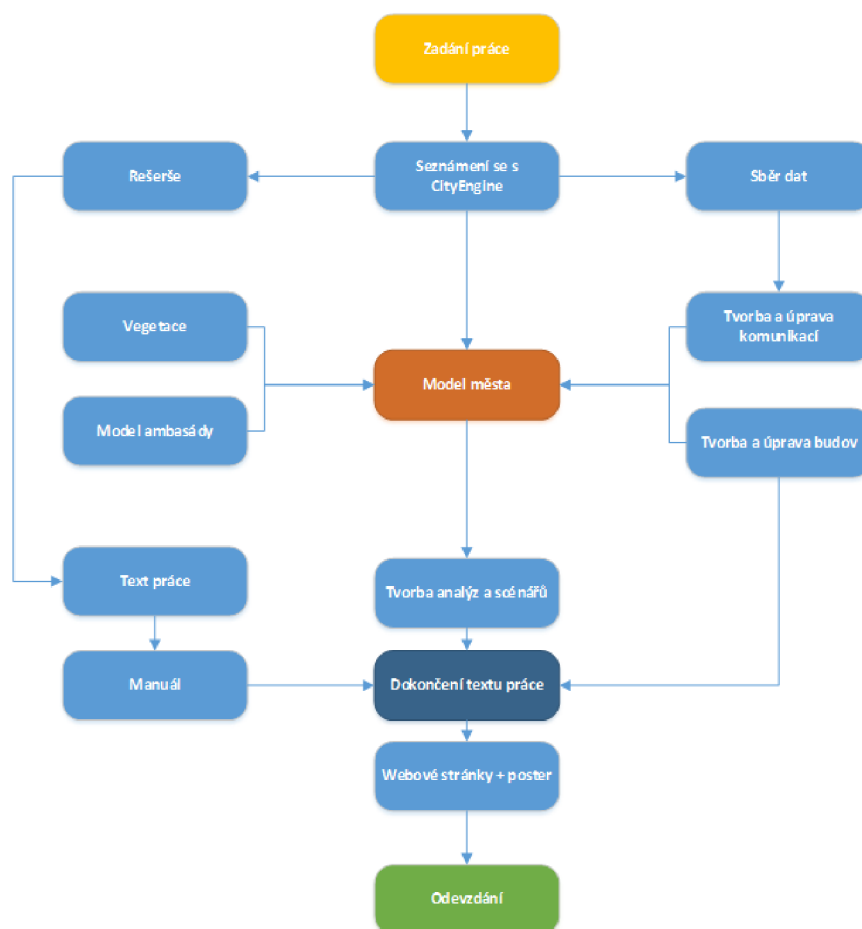 Zadání práce
Rešerše
Seznámení se s
CityEngine
Sběr dat
Vegetace
Tvorba a úprava
komunikací
Model města
Model ambasády
Tvorba a úprava budov
Text práce
Tvorba analýz a scénářů
Manuál
Dokončení textu práce
Webové stránky + poster
Odevzdání